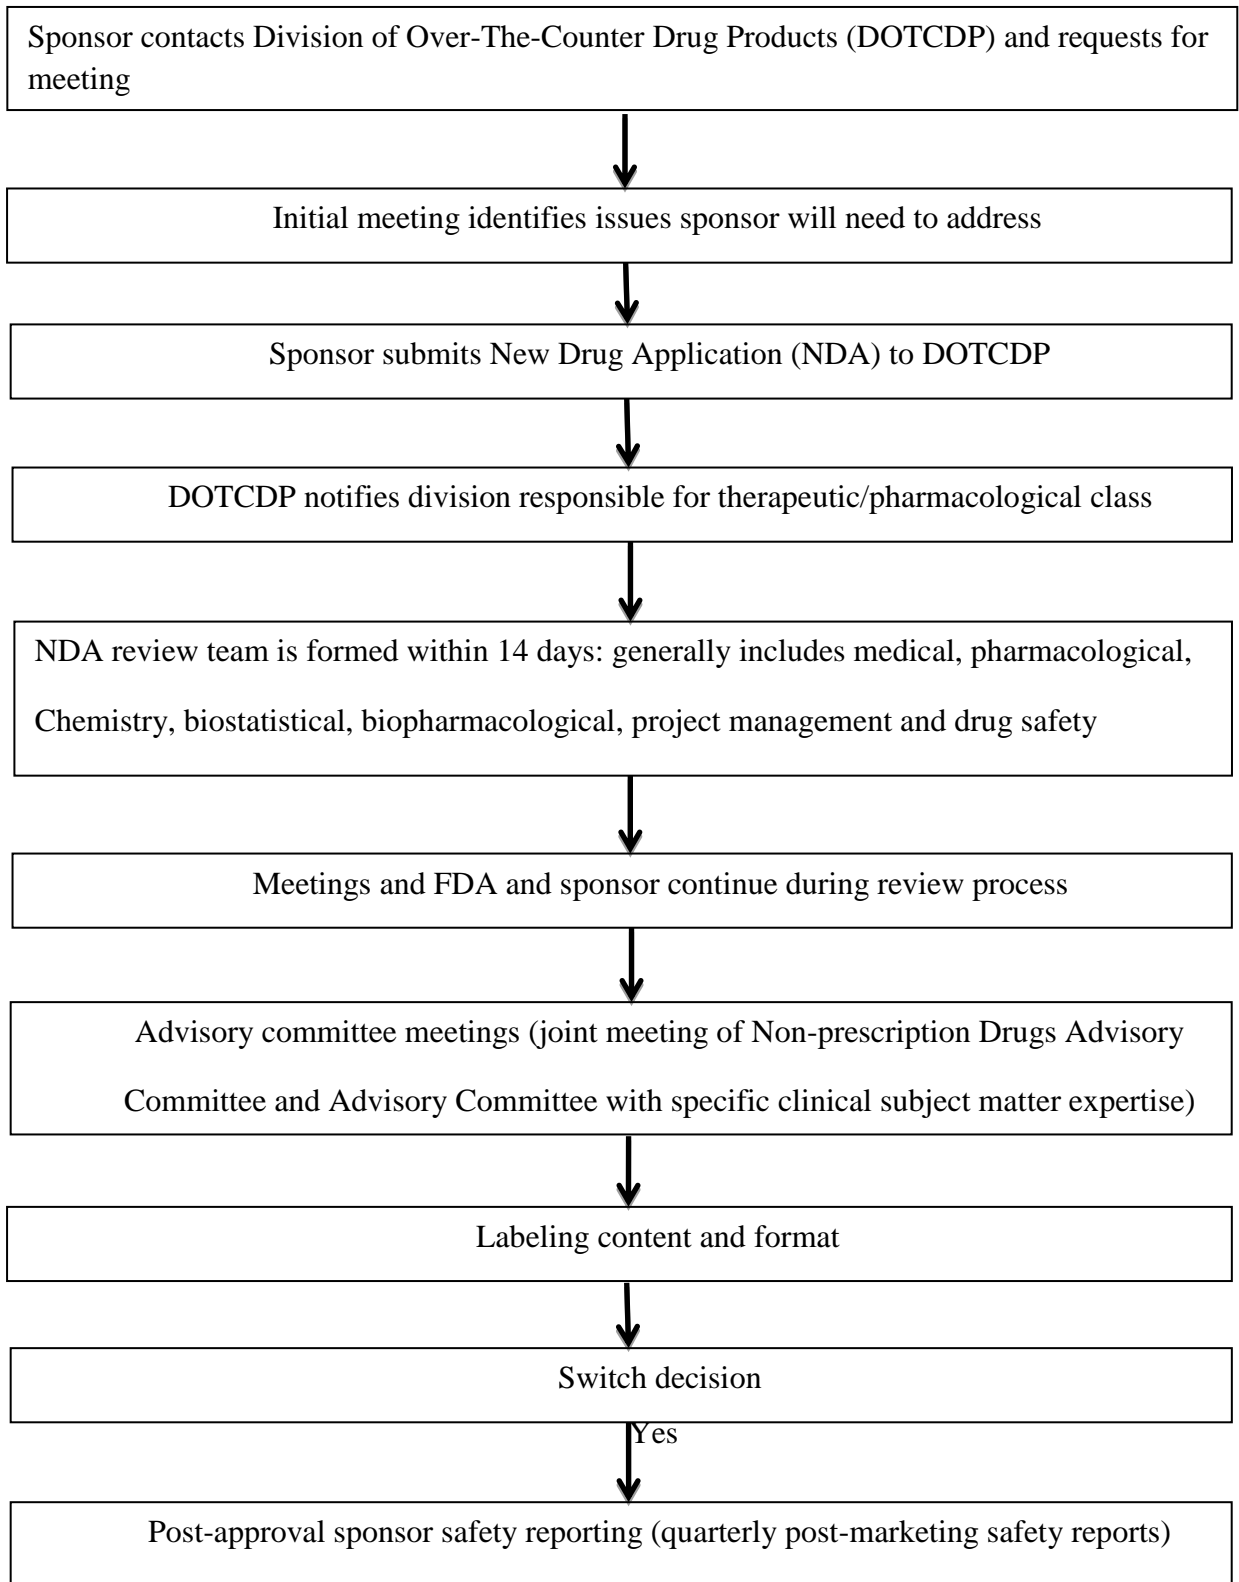 Sponsor contacts Division of Over-The-Counter Drug Products (DOTCDP) and requests for
meeting
Initial meeting identifies issues sponsor will need to address
Sponsor submits New Drug Application (NDA) to DOTCDP
DOTCDP notifies division responsible for therapeutic/pharmacological class
NDA review team is formed within 14 days: generally includes medical, pharmacological,
Chemistry, biostatistical, biopharmacological, project management and drug safety
Meetings and FDA and sponsor continue during review process
Advisory committee meetings (joint meeting of Non-prescription Drugs Advisory
Committee and Advisory Committee with specific clinical subject matter expertise)
Labeling content and format
Switch decision
Yes
Post-approval sponsor safety reporting (quarterly post-marketing safety reports)